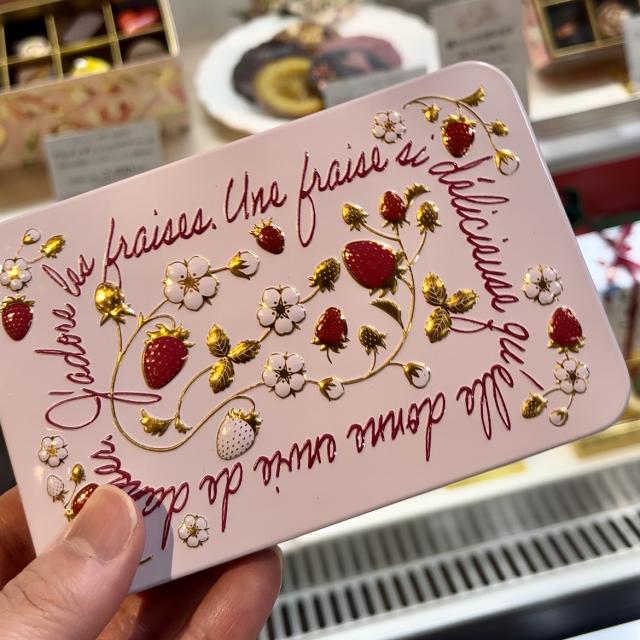 J'adore les fraises. Une fraise si
délicieuse qu'elle
donne envie de danser.